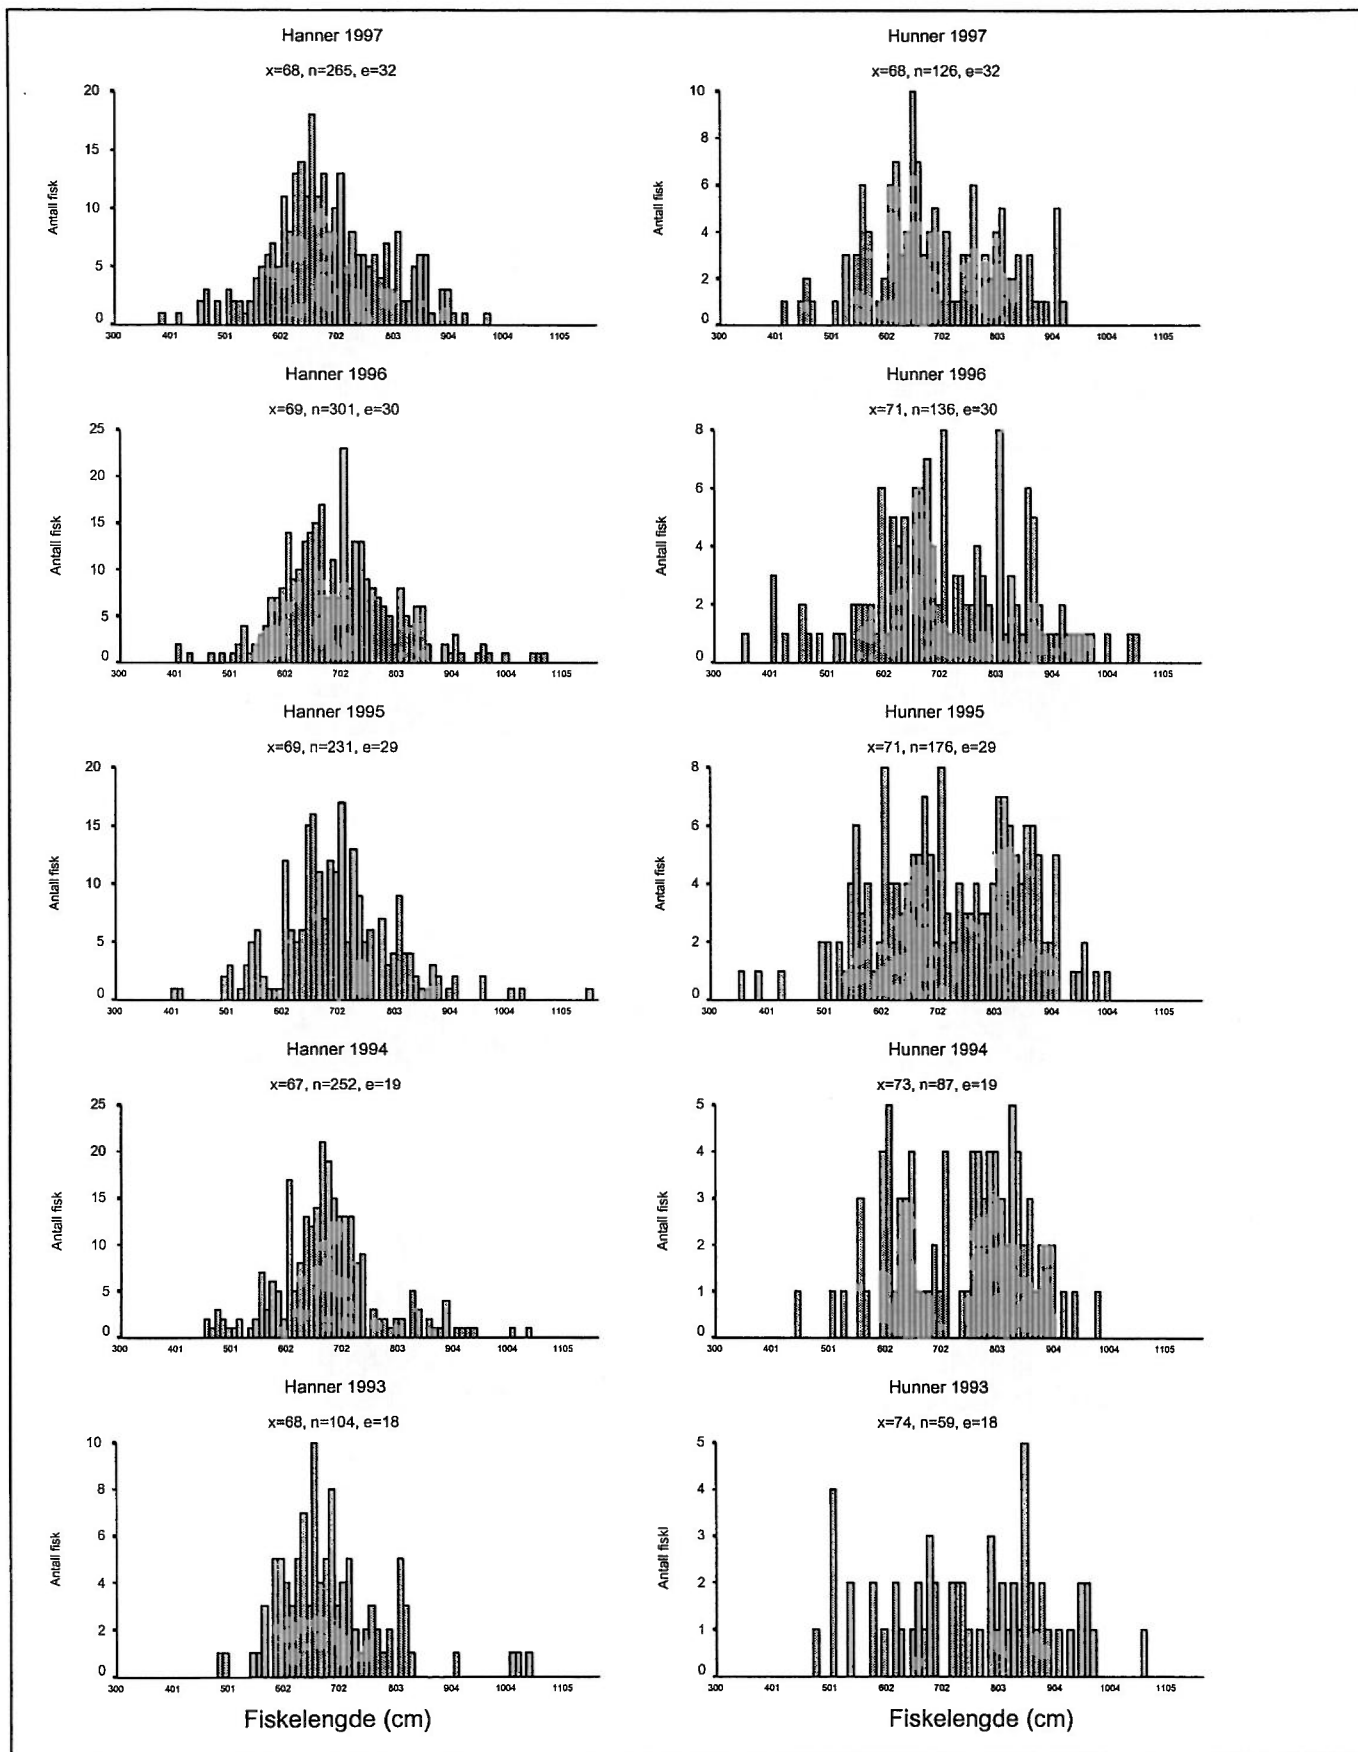 Hanner 1997
x=68, n=265, e=32
Antall fisk
20
15
10
5
0
300 401 501 602 702 803 904 1004 1105
Hunner 1997
x=68, n=126, e=32
Antall fisk
10
8
6
4
2
0
300 401 501 602 702 803 904 1004 1105
Hanner 1996
x=69, n=301, e=30
Antall fisk
25
20
15
10
5
0
300 401 501 602 702 803 904 1004 1105
Hunner 1996
x=71, n=136, e=30
Antall fisk
8
6
4
2
0
300 401 501 602 702 803 904 1004 1105
Hanner 1995
x=69, n=231, e=29
Antall fisk
20
15
10
5
0
300 401 501 602 702 803 904 1004 1105
Hunner 1995
x=71, n=176, e=29
Antall fisk
8
6
4
2
0
300 401 501 602 702 803 904 1004 1105
Hanner 1994
x=67, n=252, e=19
Antall fisk
25
20
15
10
5
0
300 401 501 602 702 803 904 1004 1105
Hunner 1994
x=73, n=87, e=19
Antall fisk
5
4
3
2
1
0
300 401 501 602 702 803 904 1004 1105
Hanner 1993
x=68, n=104, e=18
Antall fisk
10
8
6
4
2
0
300 401 501 602 702 803 904 1004 1105
Fiskelengde (cm)
Hunner 1993
x=74, n=59, e=18
Antall fiskl
5
4
3
2
1
0
300 401 501 602 702 803 904 1004 1105
Fiskelengde (cm)